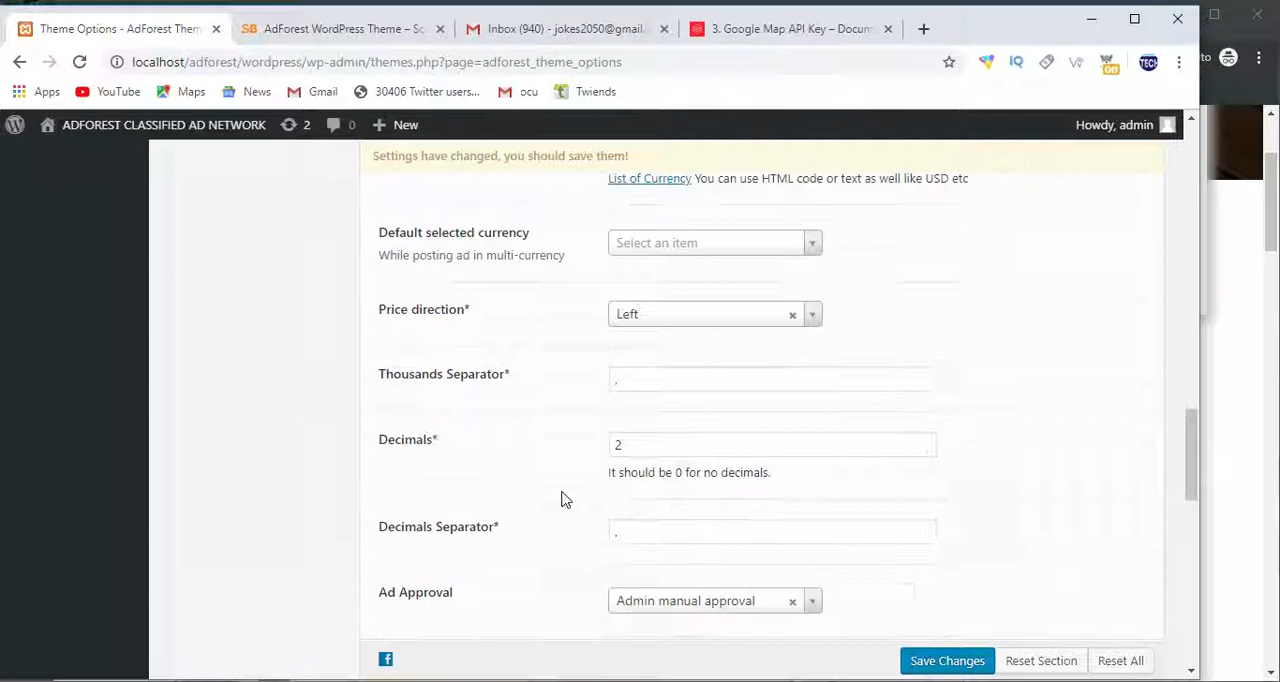 Theme Options - AdForest Them
SB AdForest WordPress Theme – Sc
Inbox (940) - jokes2050@gmail.
3. Google Map API Key – Docum
localhost/adforest/wordpress/wp-admin/themes.php?page=adforest_theme_options
IQ
Off
TECH
to
Apps
YouTube
Maps
News
Gmail
30406 Twitter users...
ocu
Twiends
ADFOREST CLASSIFIED AD NETWORK
2
0
+ New
Howdy, admin
Settings have changed, you should save them!
List of Currency You can use HTML code or text as well like USD etc
Default selected currency
Select an item
While posting ad in multi-currency
Price direction*
Left
Thousands Separator*
,
Decimals*
2
It should be 0 for no decimals.
Decimals Separator*
.
Ad Approval
Admin manual approval
Save Changes
Reset Section
Reset All